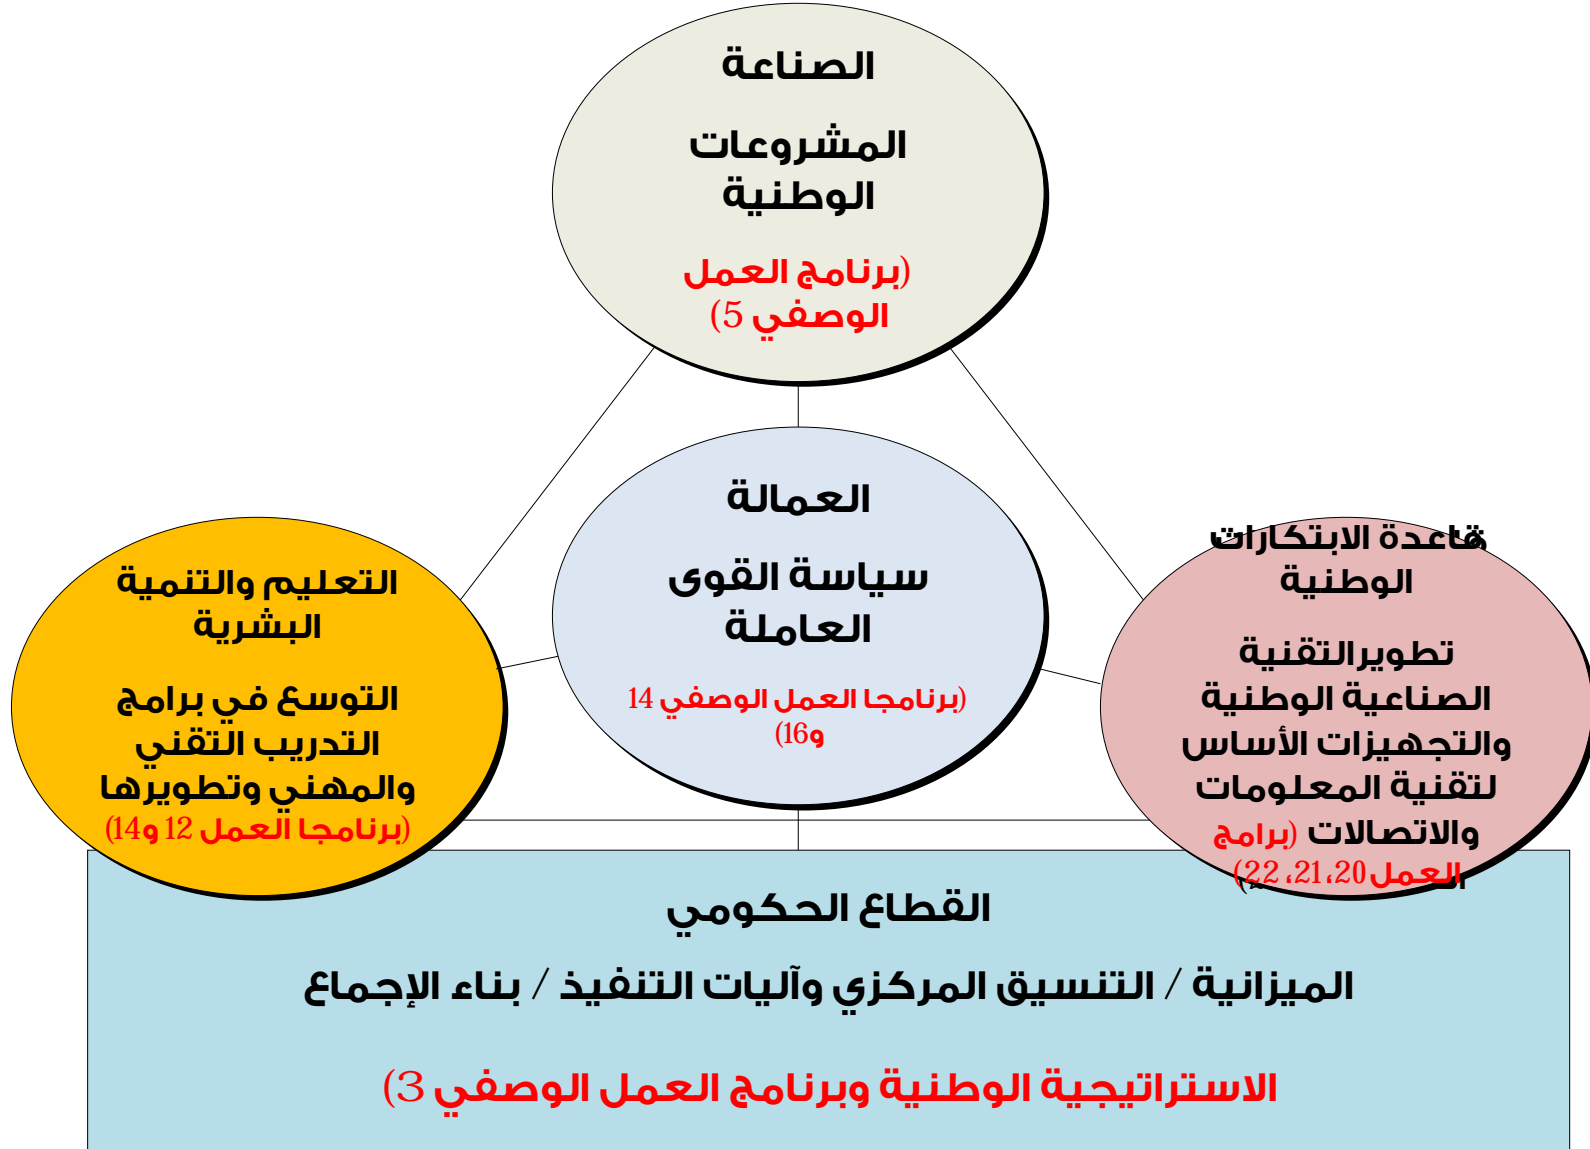 الصناعة
المشروعات
الوطنية
(برنامج العمل
الوصفي 5)
العمالة
سياسة القوى
العاملة
(برنامجا العمل الوصفي 14
و16)
قاعدة الابتكارات
الوطنية
تطويرالتقنية
الصناعية الوطنية
والتجهيزات الأساس
لتقنية المعلومات
والاتصالات (برامج
العمل 20، 21، 22)
التعليم والتنمية
البشرية
التوسع في برامج
التدريب التقني
والمهني وتطويرها
(برنامجا العمل 12 و14)
القطاع الحكومي
الميزانية / التنسيق المركزي وآليات التنفيذ / بناء الإجماع
الاستراتيجية الوطنية وبرنامج العمل الوصفي 3)